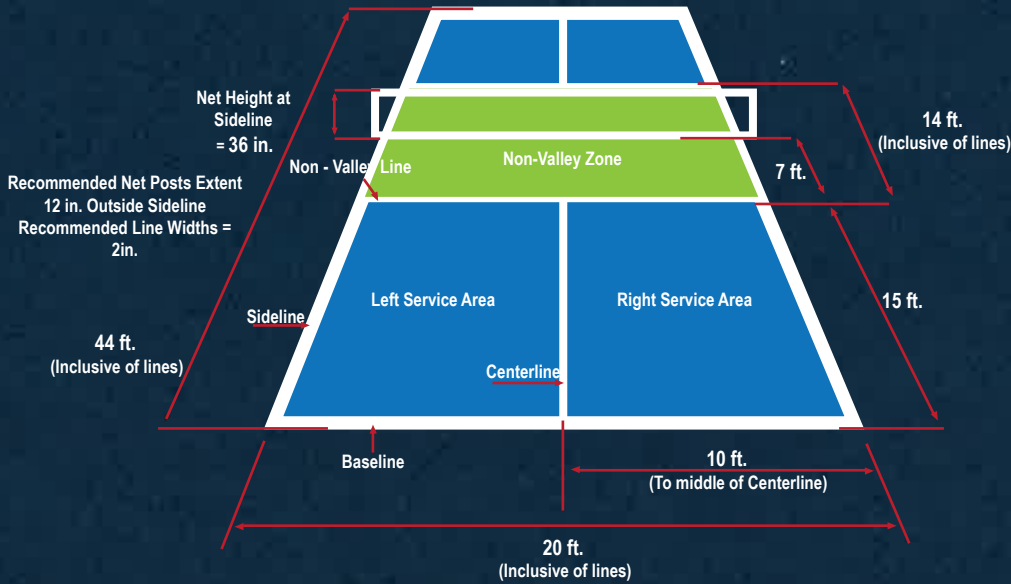 Net Height at
Sideline
= 36 in.
14 ft.
(Inclusive of lines)
Non-Valley Zone
Non - Valley Line
7 ft.
Recommended Net Posts Extent
12 in. Outside Sideline
Recommended Line Widths =
2in.
Left Service Area
Right Service Area
15 ft.
Sideline
44 ft.
(Inclusive of lines)
Centerline
Baseline
10 ft.
(To middle of Centerline)
20 ft.
(Inclusive of lines)